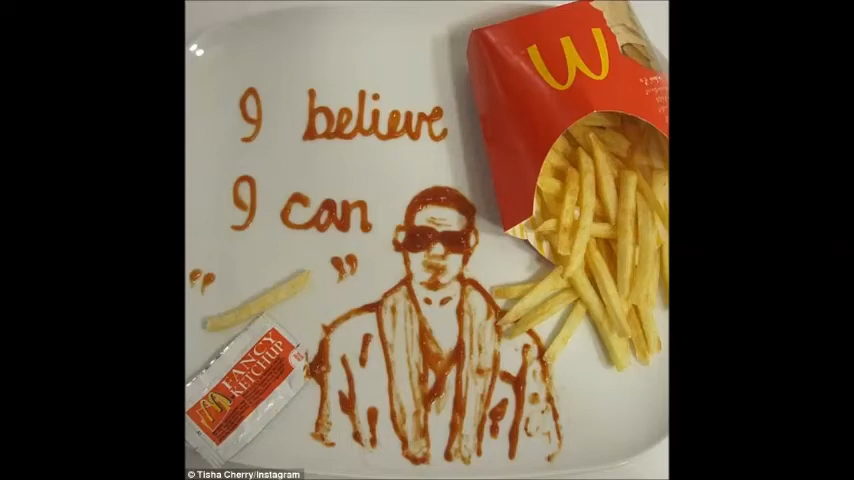 I believe
I can
“ ”
FANCY
KETCHUP
© Tisha Cherry/Instagram